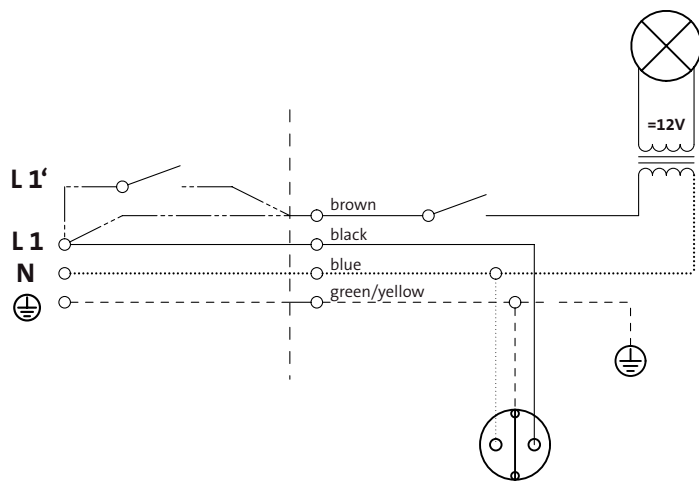 =12V
L 1‘
brown
L 1
black
N
blue
green/yellow